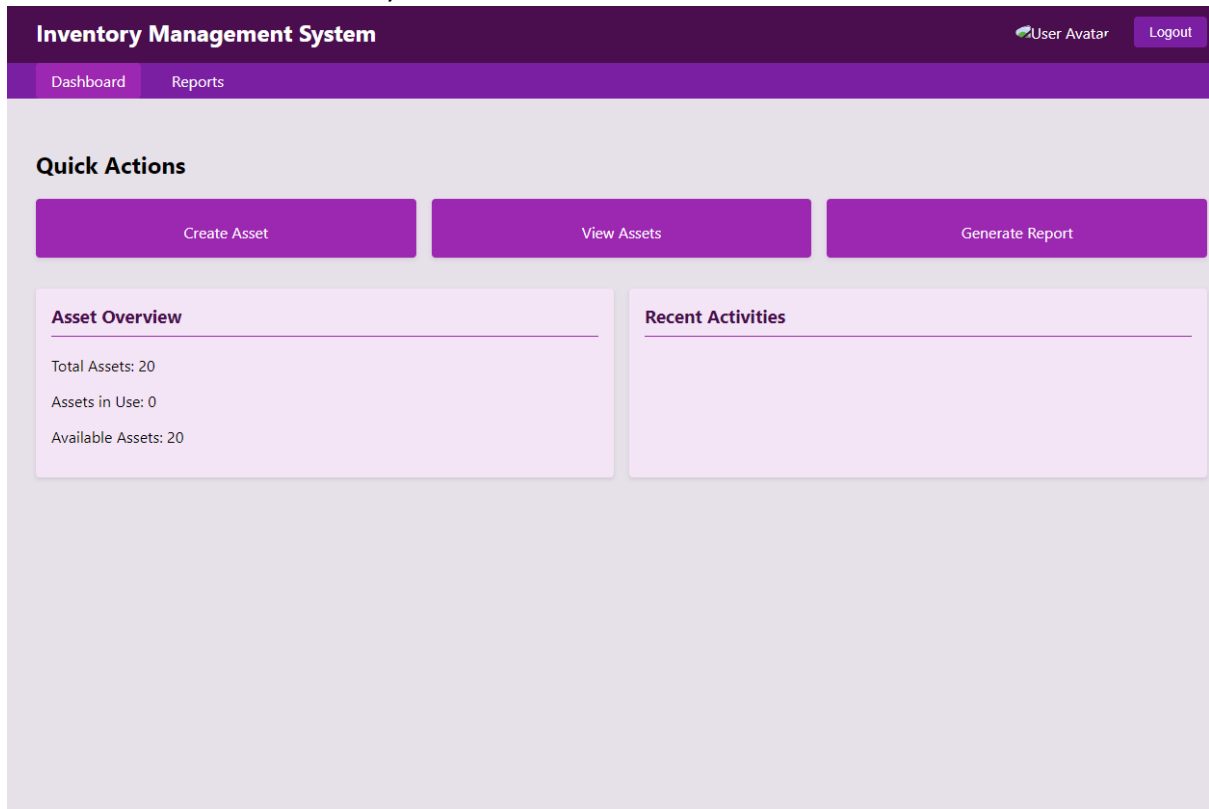 Inventory Management System
User Avatar
Logout
Dashboard
Reports
Quick Actions
Create Asset
View Assets
Generate Report
Asset Overview
Total Assets: 20
Assets in Use: 0
Available Assets: 20
Recent Activities